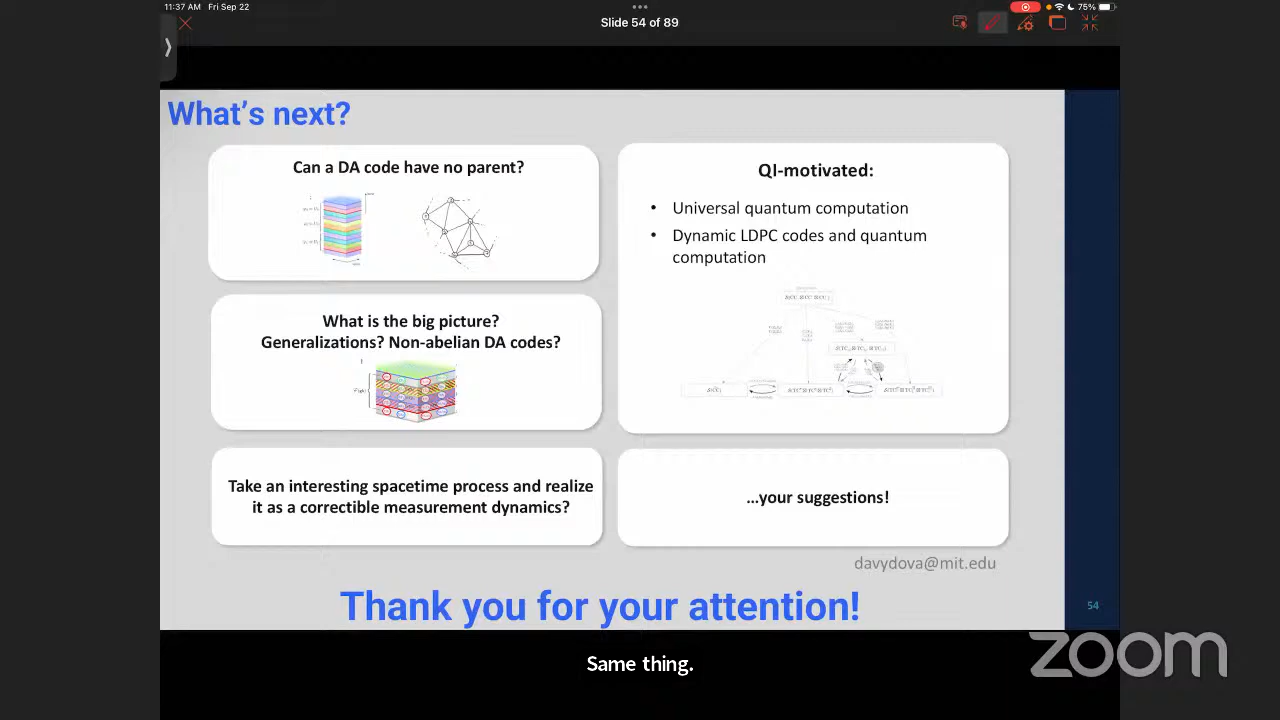 11:37 AM Fri Sep 22
75%
Slide 54 of 89
What's next?
Can a DA code have no parent?
What is the big picture?
Generalizations? Non-abelian DA codes?
Take an interesting spacetime process and realize
it as a correctible measurement dynamics?
QI-motivated:
• Universal quantum computation
• Dynamic LDPC codes and quantum
computation
...your suggestions!
davydova@mit.edu
Thank you for your attention!
54
Same thing.
zoom